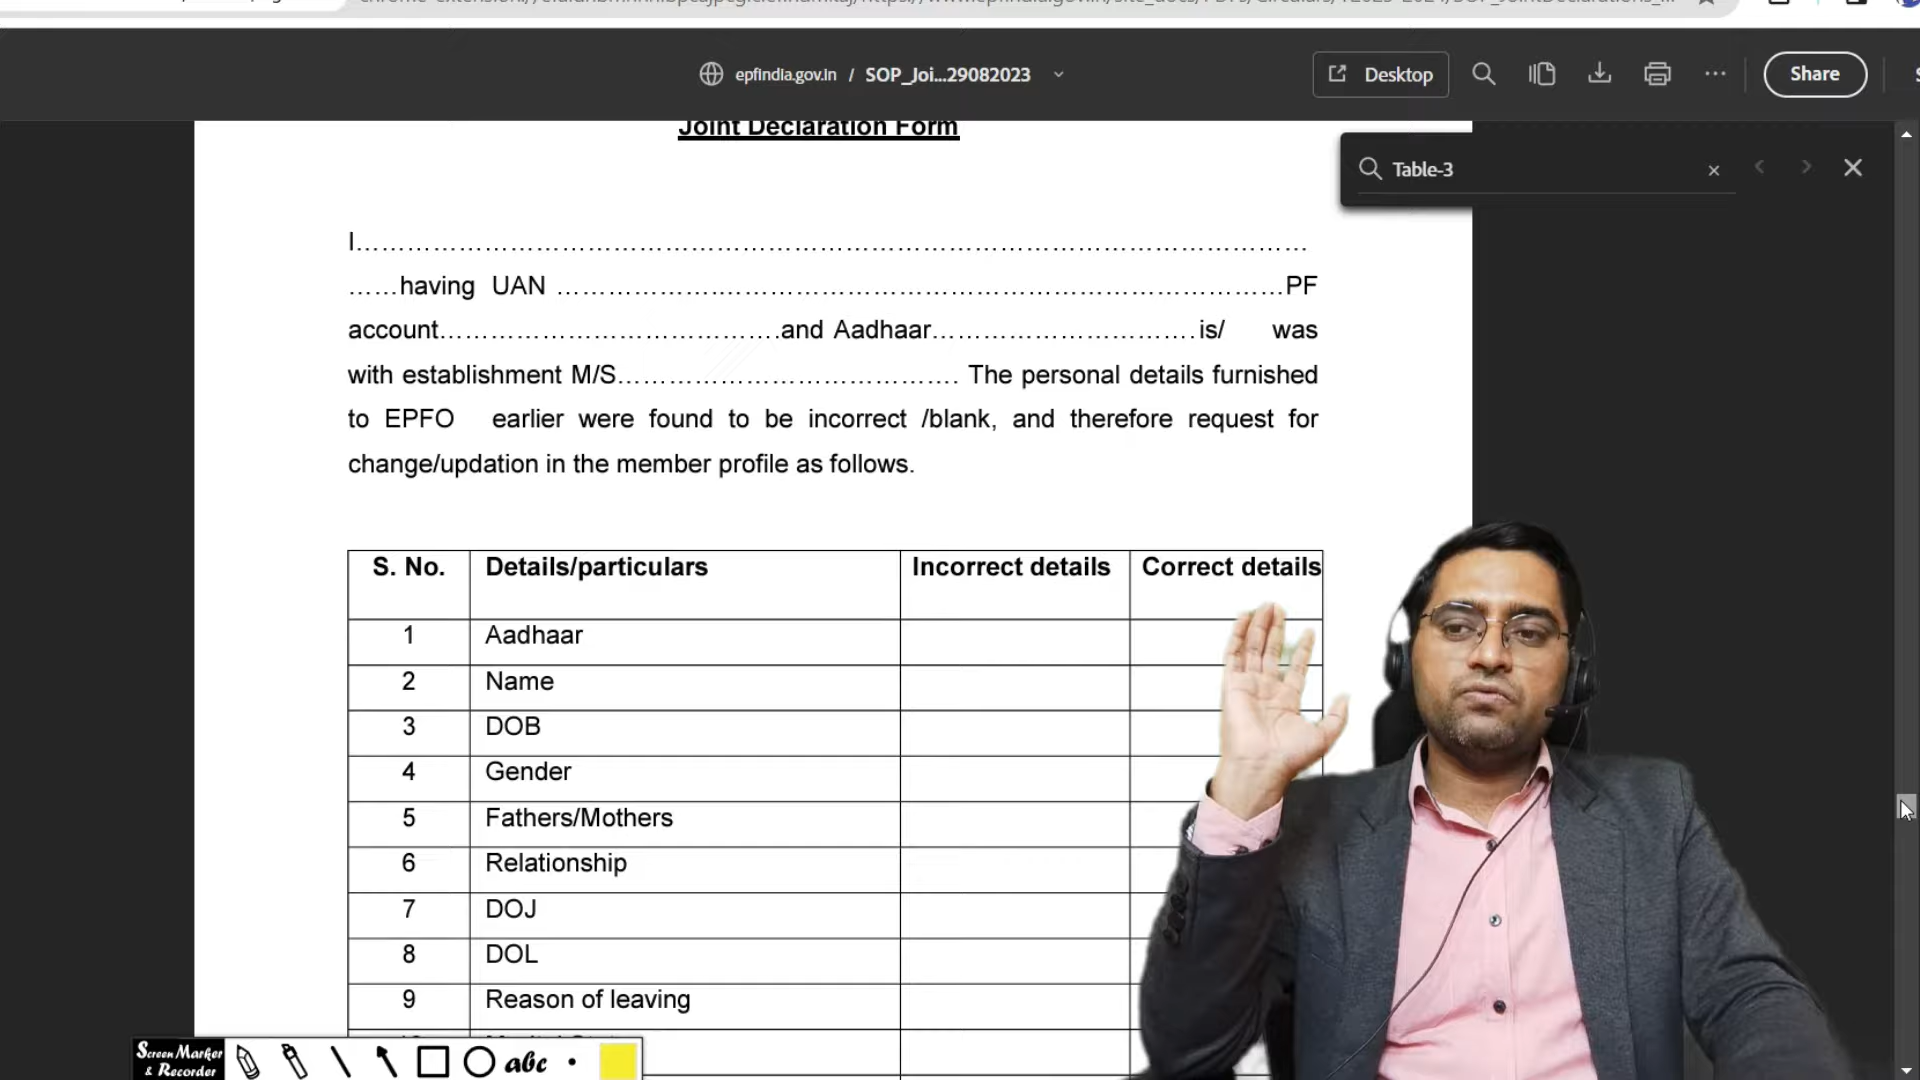 epfindia.gov.in / SOP_Joi...29082023
Desktop
Share
Joint Declaration Form
Table-3
I……………………………………………………………………………………………
……having UAN ………………………………………………………………………PF
account………………………………….and Aadhaar……………………….is/ was
with establishment M/S………………………………. The personal details furnished
to EPFO earlier were found to be incorrect /blank, and therefore request for
change/updation in the member profile as follows.
S. No. Details/particulars Incorrect details Correct details
1 Aadhaar
2 Name
3 DOB
4 Gender
5 Fathers/Mothers
6 Relationship
7 DOJ
8 DOL
9 Reason of leaving
Screen Marker
& Recorder
abc